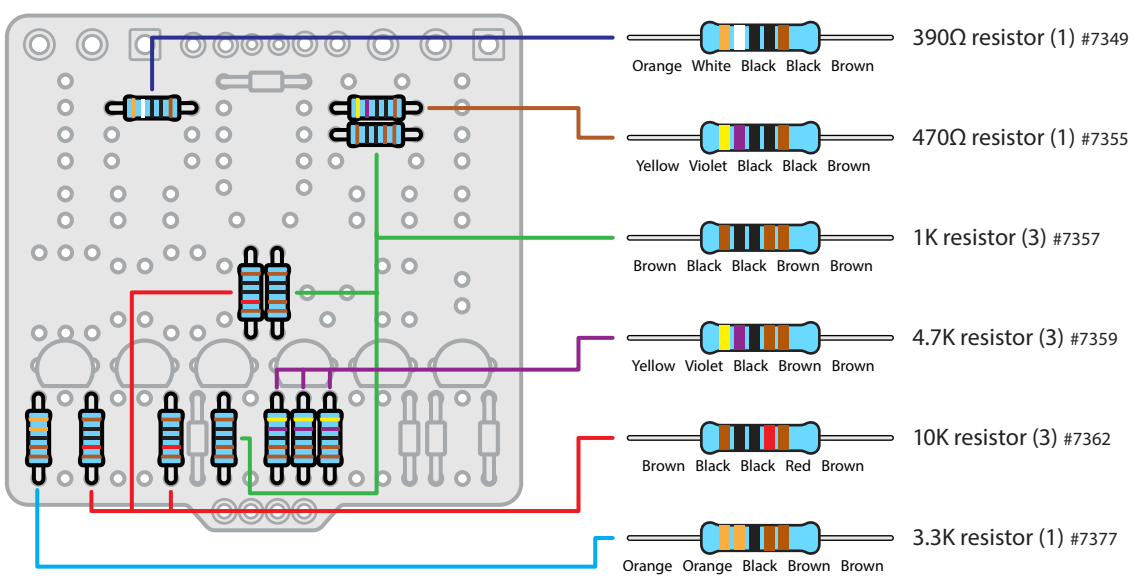 390Ω resistor (1) #7349
Orange White Black Black Brown
470Ω resistor (1) #7355
Yellow Violet Black Black Brown
1K resistor (3) #7357
Brown Black Black Brown Brown
4.7K resistor (3) #7359
Yellow Violet Black Brown Brown
10K resistor (3) #7362
Brown Black Black Red Brown
3.3K resistor (1) #7377
Orange Orange Black Brown Brown